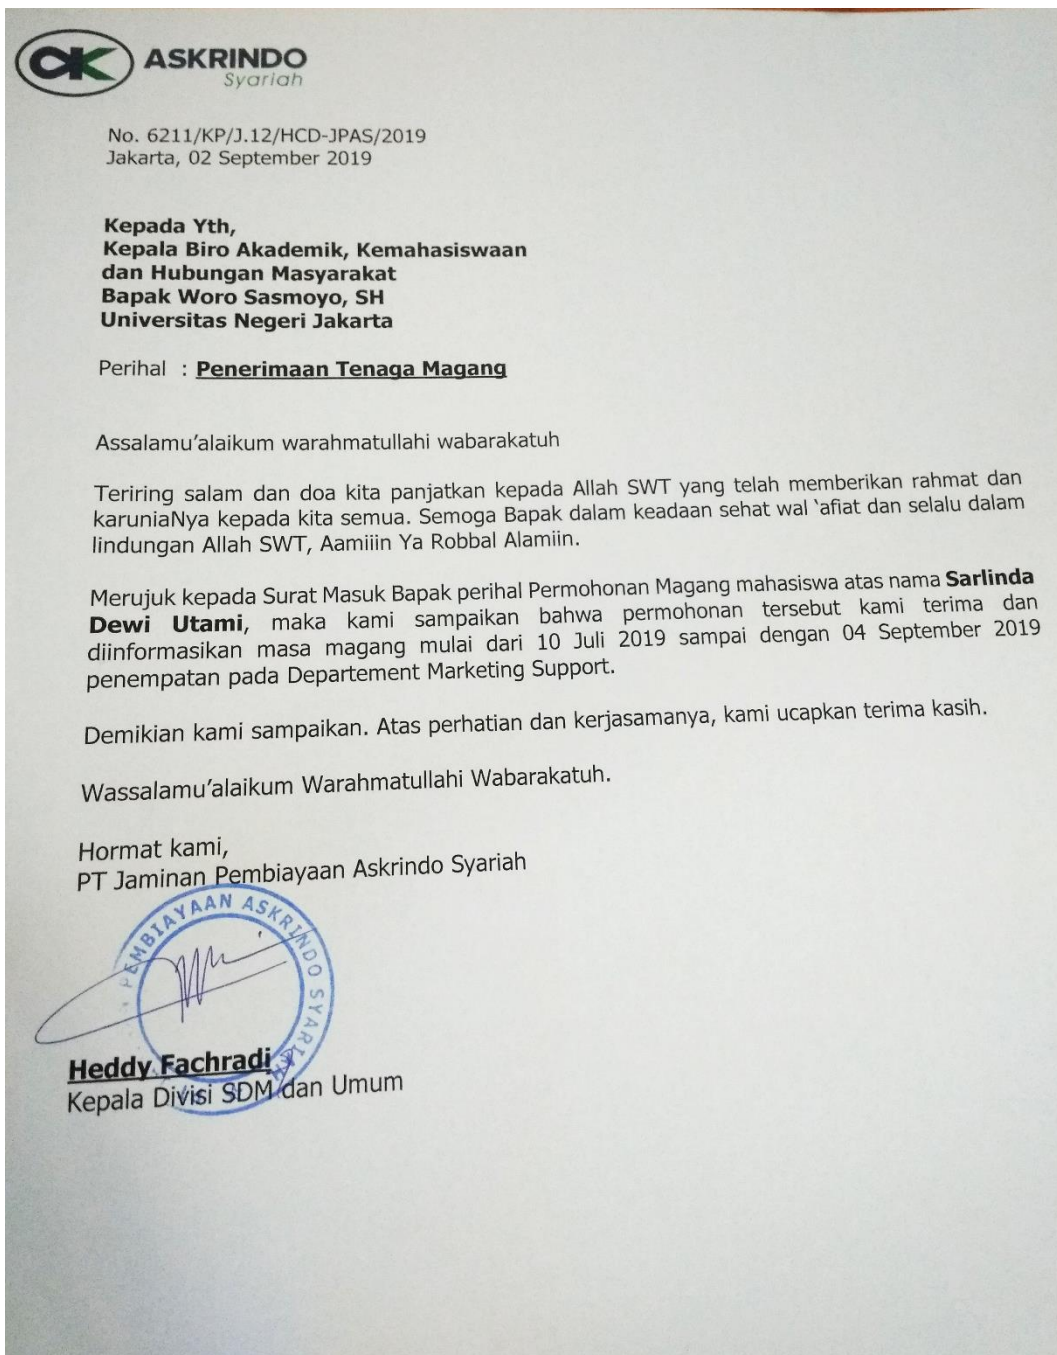 ASKRINDO
Syariah
No. 6211/KP/J.12/HCD-JPAS/2019
Jakarta, 02 September 2019
Kepada Yth,
Kepala Biro Akademik, Kemahasiswaan
dan Hubungan Masyarakat
Bapak Woro Sasmoyo, SH
Universitas Negeri Jakarta
Perihal : Penerimaan Tenaga Magang
Assalamu’alaikum warahmatullahi wabarakatuh
Teriring salam dan doa kita panjatkan kepada Allah SWT yang telah memberikan rahmat dan
karuniaNya kepada kita semua. Semoga Bapak dalam keadaan sehat wal ‘afiat dan selalu dalam
lindungan Allah SWT, Aamiiin Ya Robbal Alamiin.
Merujuk kepada Surat Masuk Bapak perihal Permohonan Magang mahasiswa atas nama Sarlinda
Dewi Utami, maka kami sampaikan bahwa permohonan tersebut kami terima dan
diinformasikan masa magang mulai dari 10 Juli 2019 sampai dengan 04 September 2019
penempatan pada Departement Marketing Support.
Demikian kami sampaikan. Atas perhatian dan kerjasamanya, kami ucapkan terima kasih.
Wassalamu’alaikum Warahmatullahi Wabarakatuh.
Hormat kami,
PT Jaminan Pembiayaan Askrindo Syariah
PEMBIAYAAN ASKRINDO SYARIAH
Heddy Fachradi
Kepala Divisi SDM dan Umum